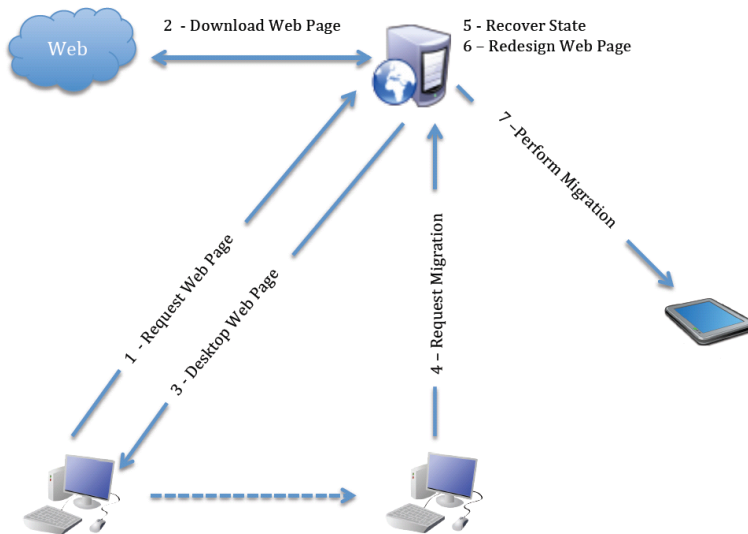 2 - Download Web Page
5 - Recover State
6 – Redesign Web Page
Web
7 –Perform Migration
1 - Request Web Page
3 - Desktop Web Page
4 – Request Migration